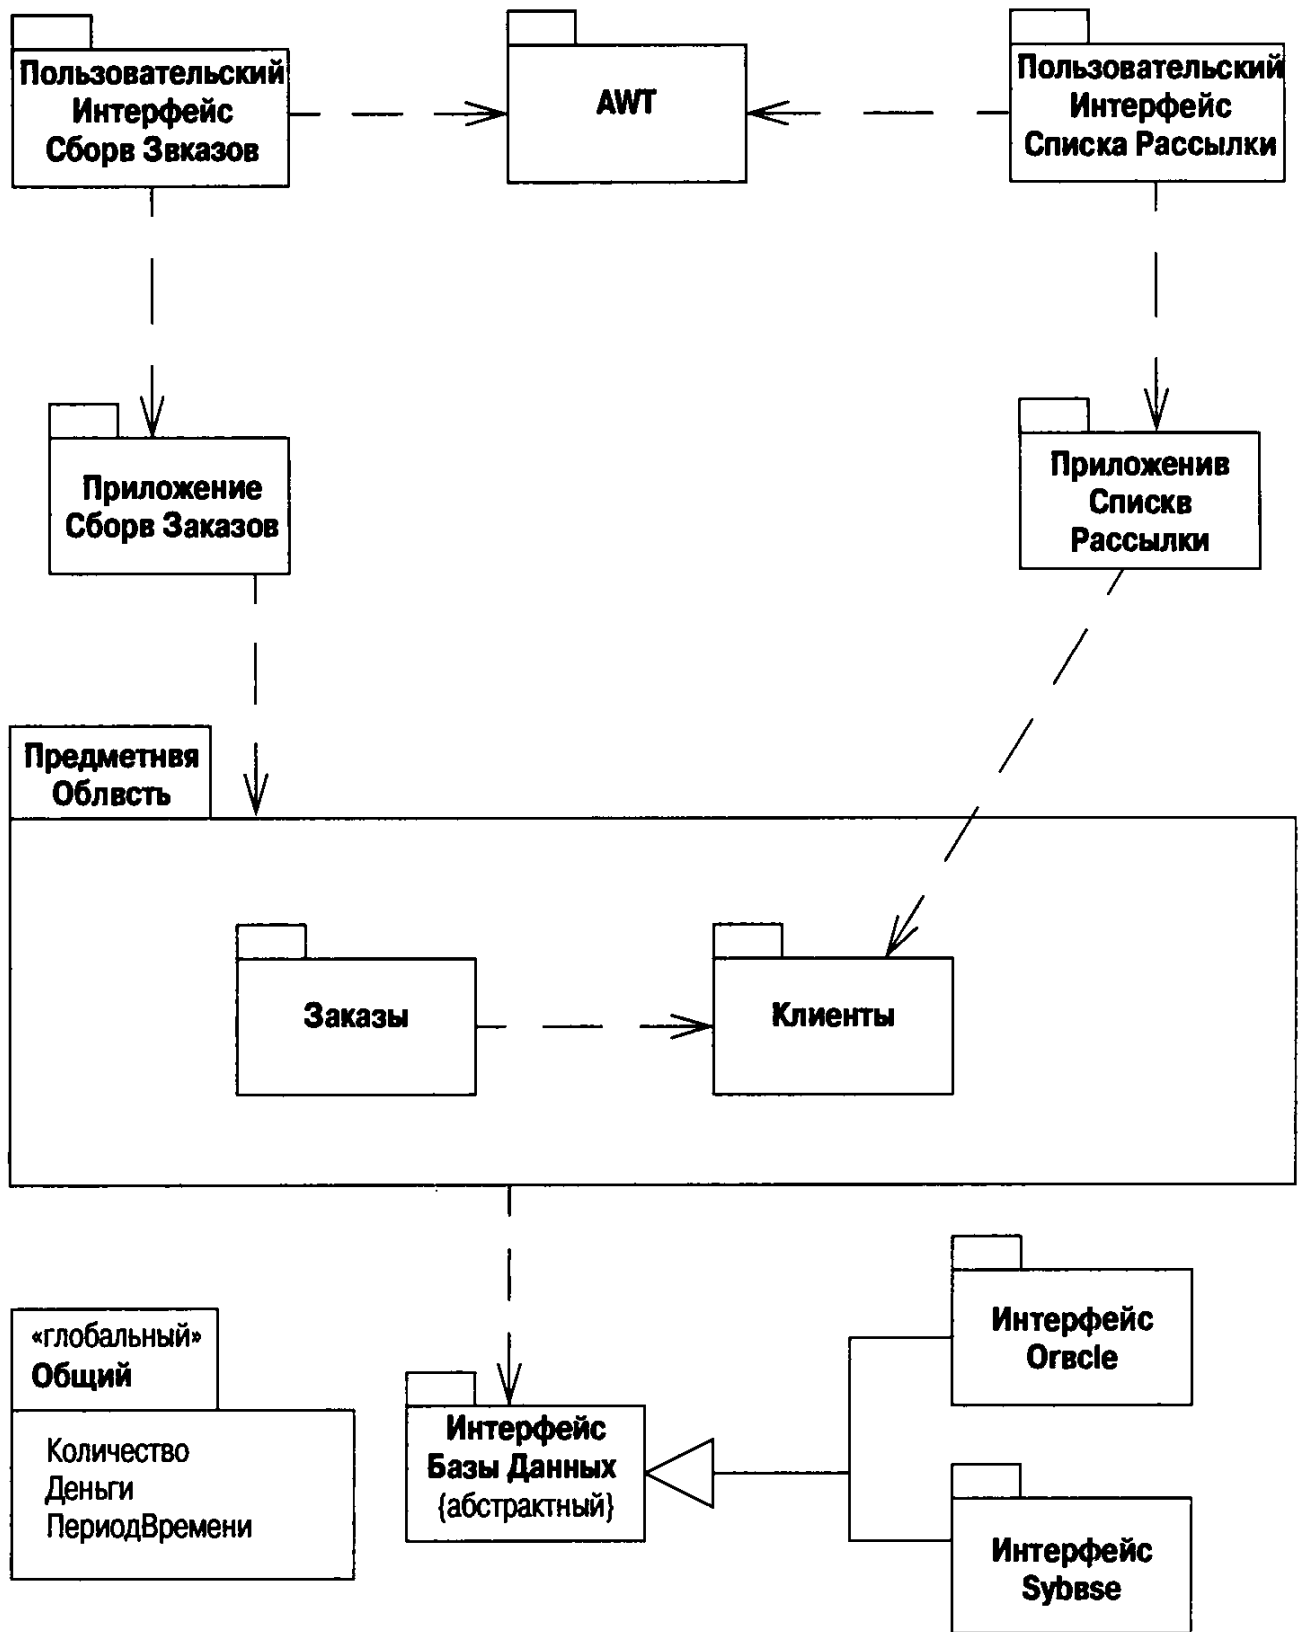 Пользовательский
Интерфейс
Сборв Звказов
AWT
Пользовательский
Интерфейс
Списка Рассылки
Приложение
Сборв Заказов
Приложенив
Спискв
Рассылки
Предметнвя
Облвсть
Заказы
Клиенты
«глобальный»
Общий
Количество
Деньги
ПериодВремени
Интерфейс
Базы Данных
{абстрактный}
Интерфейс
Orвcle
Интерфейс
Sybвse